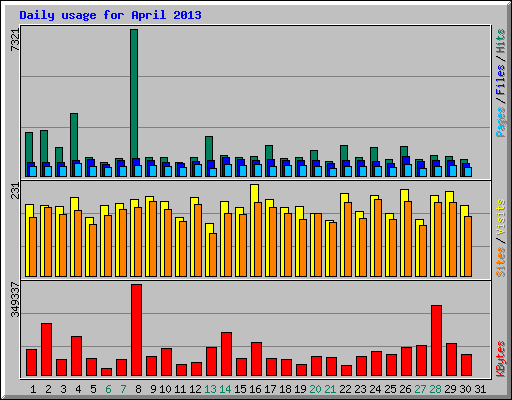 Daily usage for April 2013
7321
Pages / Files / Hits
231
Sites / Visits
349337
KBytes
1 2 3 4 5 6 7 8 9 10 11 12 13 14 15 16 17 18 19 20 21 22 23 24 25 26 27 28 29 30 31